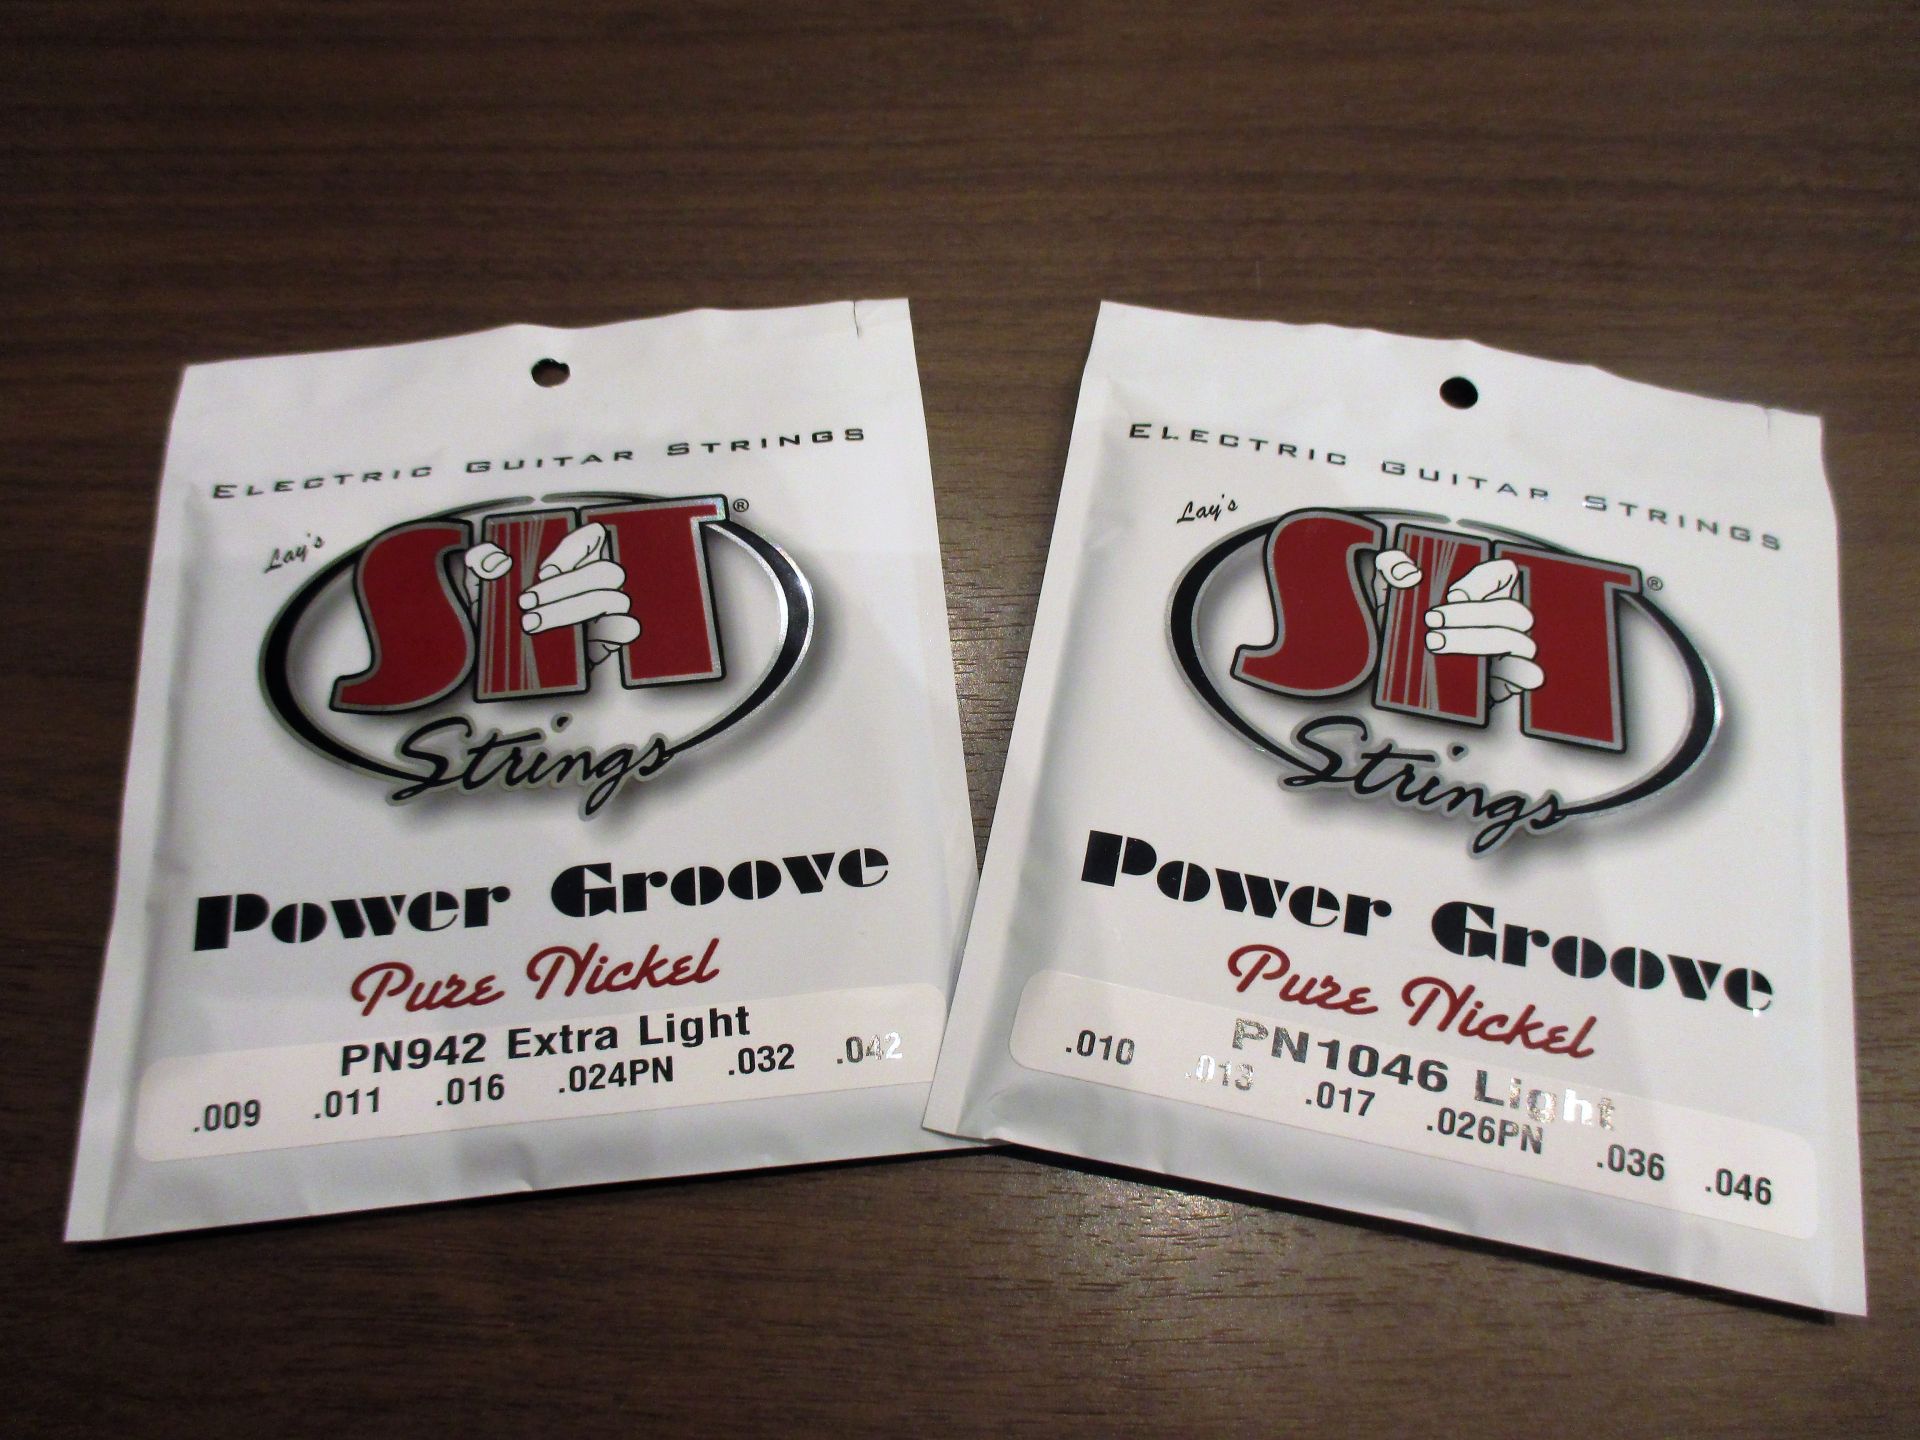 Electric Guitar Strings
Lay's
SIT®
Strings
Power Groove
Pure Nickel
PN942 Extra Light
.009 .011 .016 .024PN .032 .042
Electric Guitar Strings
Lay's
SIT®
Strings
Power Groove
Pure Nickel
PN1046 Light
.010 .013 .017 .026PN .036 .046